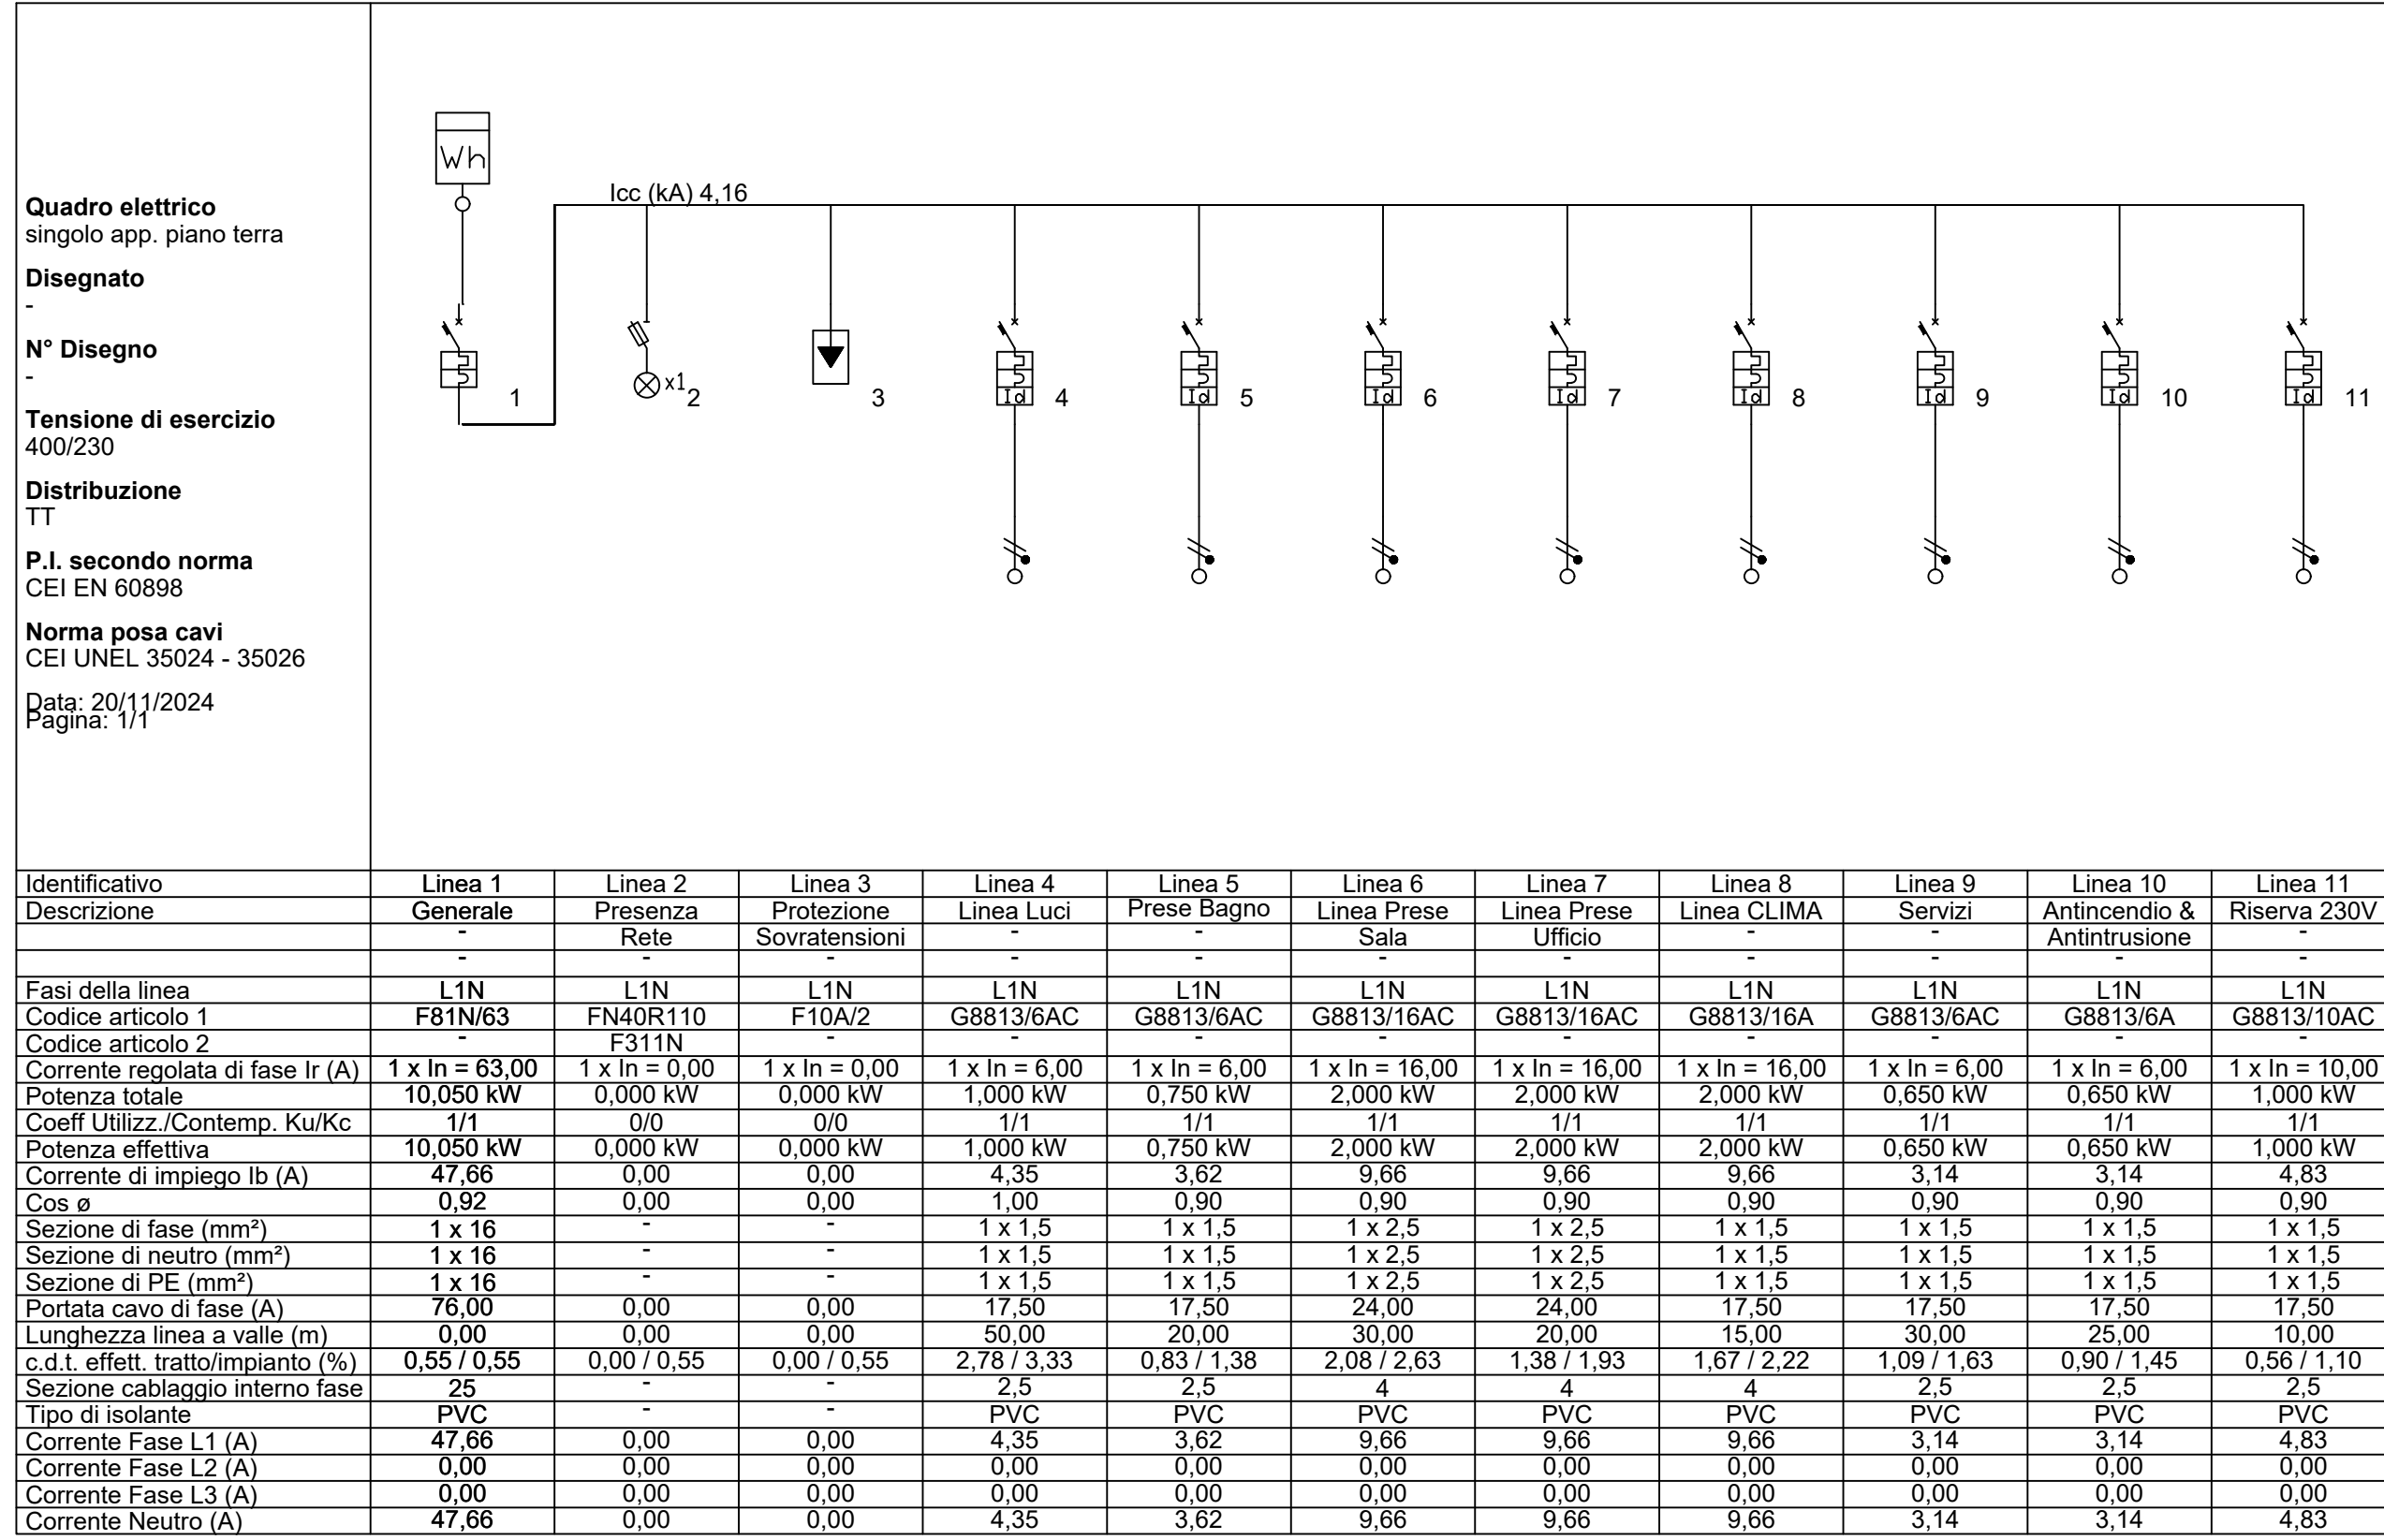 Quadro elettrico
singolo app. piano terra
Disegnato
-
N° Disegno
-
Tensione di esercizio
400/230
Distribuzione
TT
P.I. secondo norma
CEI EN 60898
Norma posa cavi
CEI UNEL 35024 - 35026
Data: 20/11/2024
Pagina: 1/1
Wh
Icc (kA) 4,16
1
x1 2
3
Id 4
Id 5
Id 6
Id 7
Id 8
Id 9
Id 10
Id 11
Identificativo Linea 1 Linea 2 Linea 3 Linea 4 Linea 5 Linea 6 Linea 7 Linea 8 Linea 9 Linea 10 Linea 11
Descrizione Generale Presenza Protezione Linea Luci Prese Bagno Linea Prese Linea Prese Linea CLIMA Servizi Antincendio & Riserva 230V
- Rete Sovratensioni - - Sala Ufficio - - Antintrusione -
- - - - - - - - - - -
Fasi della linea L1N L1N L1N L1N L1N L1N L1N L1N L1N L1N L1N
Codice articolo 1 F81N/63 FN40R110 F10A/2 G8813/6AC G8813/6AC G8813/16AC G8813/16AC G8813/16A G8813/6AC G8813/6A G8813/10AC
Codice articolo 2 - F311N - - - - - - - - -
Corrente regolata di fase Ir (A) 1 x In = 63,00 1 x In = 0,00 1 x In = 0,00 1 x In = 6,00 1 x In = 6,00 1 x In = 16,00 1 x In = 16,00 1 x In = 16,00 1 x In = 6,00 1 x In = 6,00 1 x In = 10,00
Potenza totale 10,050 kW 0,000 kW 0,000 kW 1,000 kW 0,750 kW 2,000 kW 2,000 kW 2,000 kW 0,650 kW 0,650 kW 1,000 kW
Coeff Utilizz./Contemp. Ku/Kc 1/1 0/0 0/0 1/1 1/1 1/1 1/1 1/1 1/1 1/1 1/1
Potenza effettiva 10,050 kW 0,000 kW 0,000 kW 1,000 kW 0,750 kW 2,000 kW 2,000 kW 2,000 kW 0,650 kW 0,650 kW 1,000 kW
Corrente di impiego Ib (A) 47,66 0,00 0,00 4,35 3,62 9,66 9,66 9,66 3,14 3,14 4,83
Cos ø 0,92 0,00 0,00 1,00 0,90 0,90 0,90 0,90 0,90 0,90 0,90
Sezione di fase (mm²) 1 x 16 - - 1 x 1,5 1 x 1,5 1 x 2,5 1 x 2,5 1 x 1,5 1 x 1,5 1 x 1,5 1 x 1,5
Sezione di neutro (mm²) 1 x 16 - - 1 x 1,5 1 x 1,5 1 x 2,5 1 x 2,5 1 x 1,5 1 x 1,5 1 x 1,5 1 x 1,5
Sezione di PE (mm²) 1 x 16 - - 1 x 1,5 1 x 1,5 1 x 2,5 1 x 2,5 1 x 1,5 1 x 1,5 1 x 1,5 1 x 1,5
Portata cavo di fase (A) 76,00 0,00 0,00 17,50 17,50 24,00 24,00 17,50 17,50 17,50 17,50
Lunghezza linea a valle (m) 0,00 0,00 0,00 50,00 20,00 30,00 20,00 15,00 30,00 25,00 10,00
c.d.t. effett. tratto/impianto (%) 0,55 / 0,55 0,00 / 0,55 0,00 / 0,55 2,78 / 3,33 0,83 / 1,38 2,08 / 2,63 1,38 / 1,93 1,67 / 2,22 1,09 / 1,63 0,90 / 1,45 0,56 / 1,10
Sezione cablaggio interno fase 25 - - 2,5 2,5 4 4 4 2,5 2,5 2,5
Tipo di isolante PVC - - PVC PVC PVC PVC PVC PVC PVC PVC
Corrente Fase L1 (A) 47,66 0,00 0,00 4,35 3,62 9,66 9,66 9,66 3,14 3,14 4,83
Corrente Fase L2 (A) 0,00 0,00 0,00 0,00 0,00 0,00 0,00 0,00 0,00 0,00 0,00
Corrente Fase L3 (A) 0,00 0,00 0,00 0,00 0,00 0,00 0,00 0,00 0,00 0,00 0,00
Corrente Neutro (A) 47,66 0,00 0,00 4,35 3,62 9,66 9,66 9,66 3,14 3,14 4,83